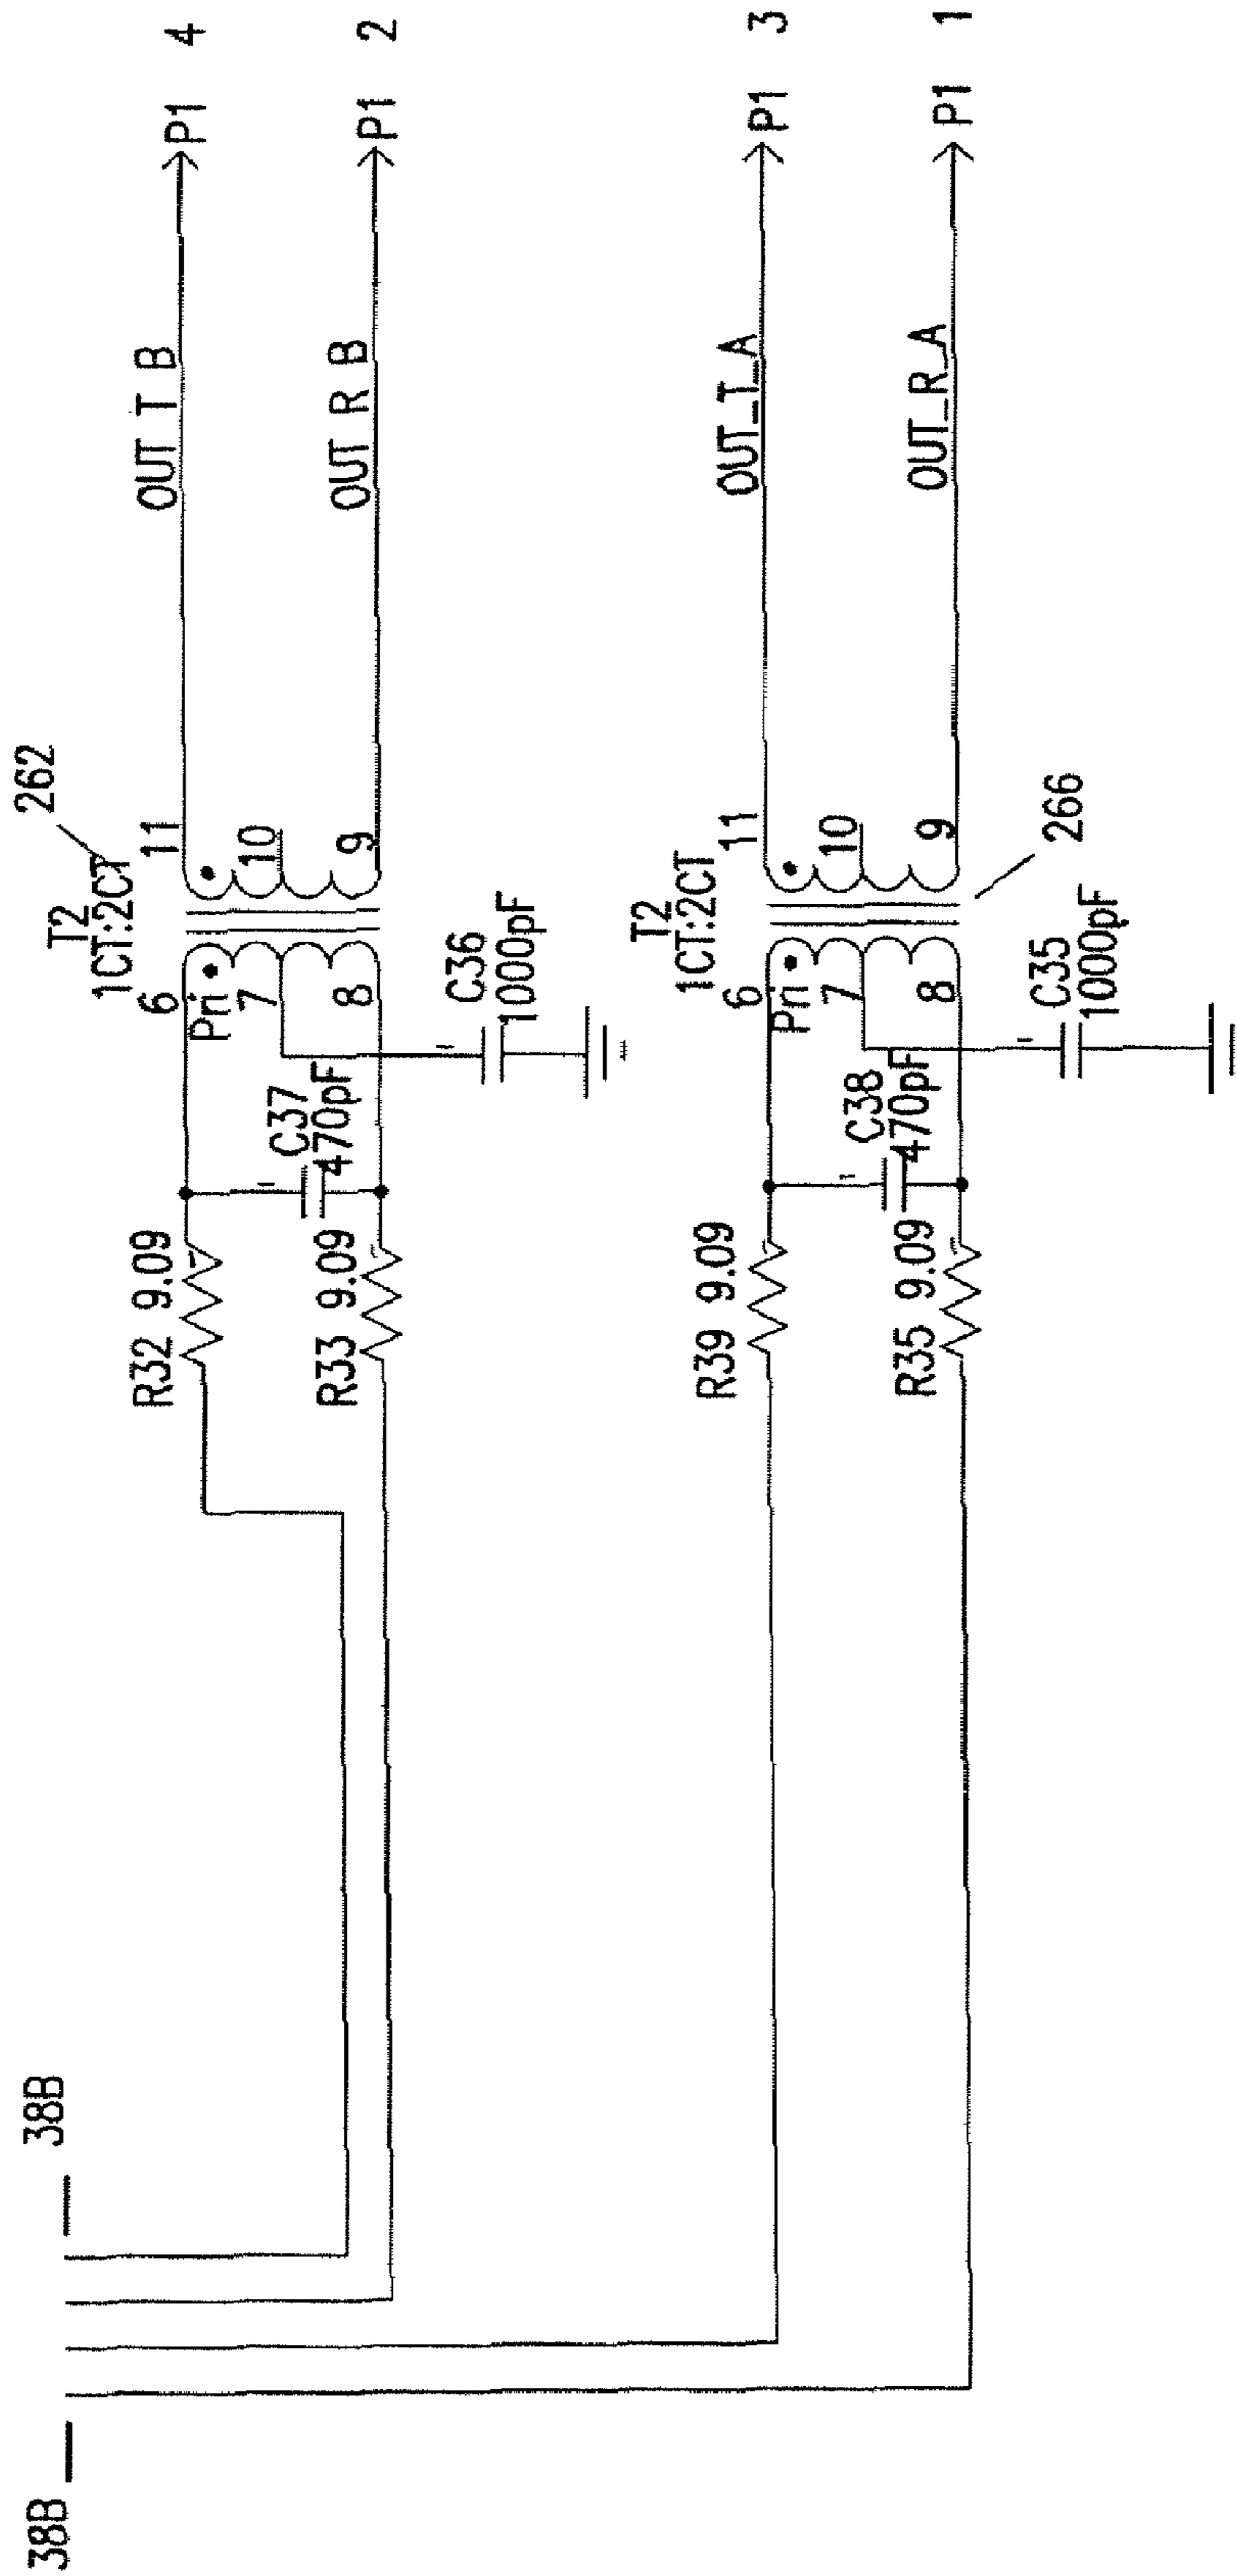 38B
38B
262
T2
1CT:2CT
6
11
Pri
7
10
8
9
R32 9.09
R33 9.09
C37
470pF
C36
1000pF
OUT T B
P1 4
OUT R B
P1 2
T2
1CT:2CT
6
11
Pri
7
10
8
9
266
R39 9.09
R35 9.09
C38
470pF
C35
1000pF
OUT_T_A
P1 3
OUT_R_A
P1 1